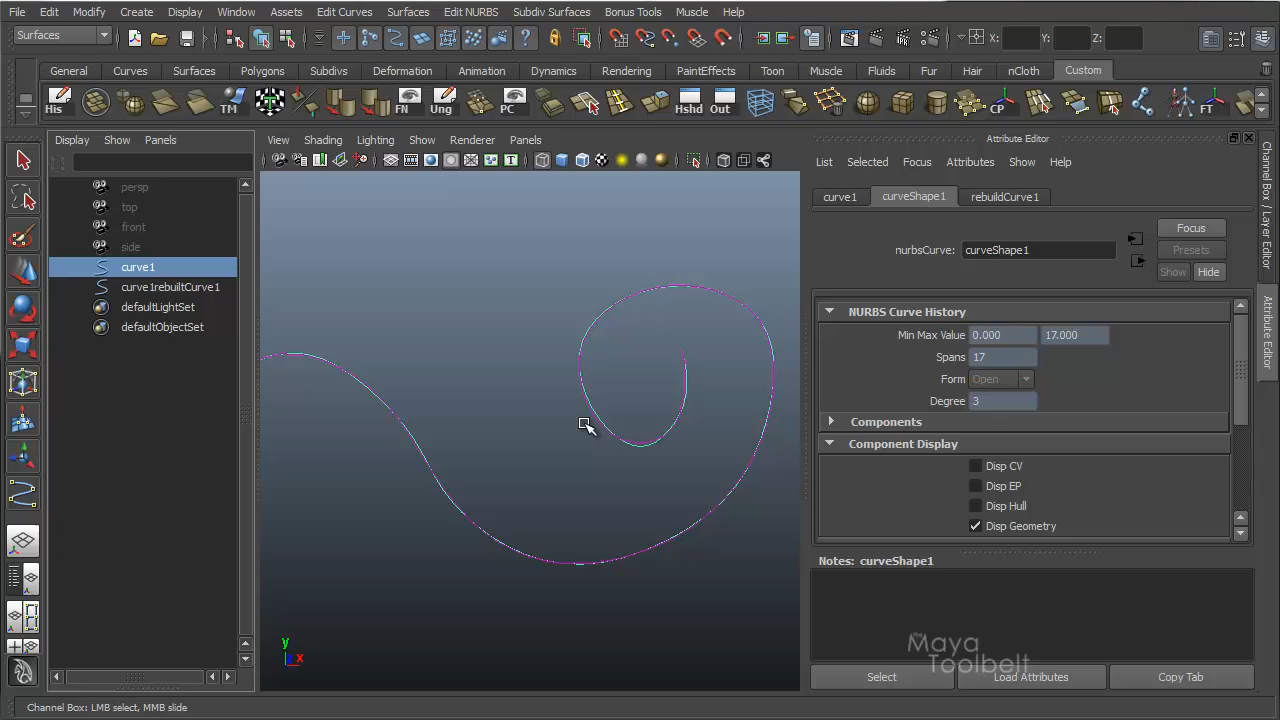 File Edit Modify Create Display Window Assets Edit Curves Surfaces Edit NURBS Subdiv Surfaces Bonus Tools Muscle Help
Surfaces X: Y: Z:
General Curves Surfaces Polygons Subdivs Deformation Animation Dynamics Rendering PaintEffects Toon Muscle Fluids Fur Hair nCloth Custom
His TM FN Ung PC Hshd Out CP FT
Display Show Panels
View Shading Lighting Show Renderer Panels
persp
top
front
side
curve1
curve1rebuiltCurve1
defaultLightSet
defaultObjectSet
y
x
Attribute Editor
List Selected Focus Attributes Show Help
curve1 curveShape1 rebuildCurve1
Focus
nurbsCurve: curveShape1 Presets
Show Hide
NURBS Curve History
Min Max Value 0.000 17.000
Spans 17
Form Open
Degree 3
Components
Component Display
Disp CV
Disp EP
Disp Hull
Disp Geometry
Notes: curveShape1
the Maya Toolbelt
Select Load Attributes Copy Tab
Channel Box / Layer Editor
Attribute Editor
Channel Box: LMB select, MMB slide